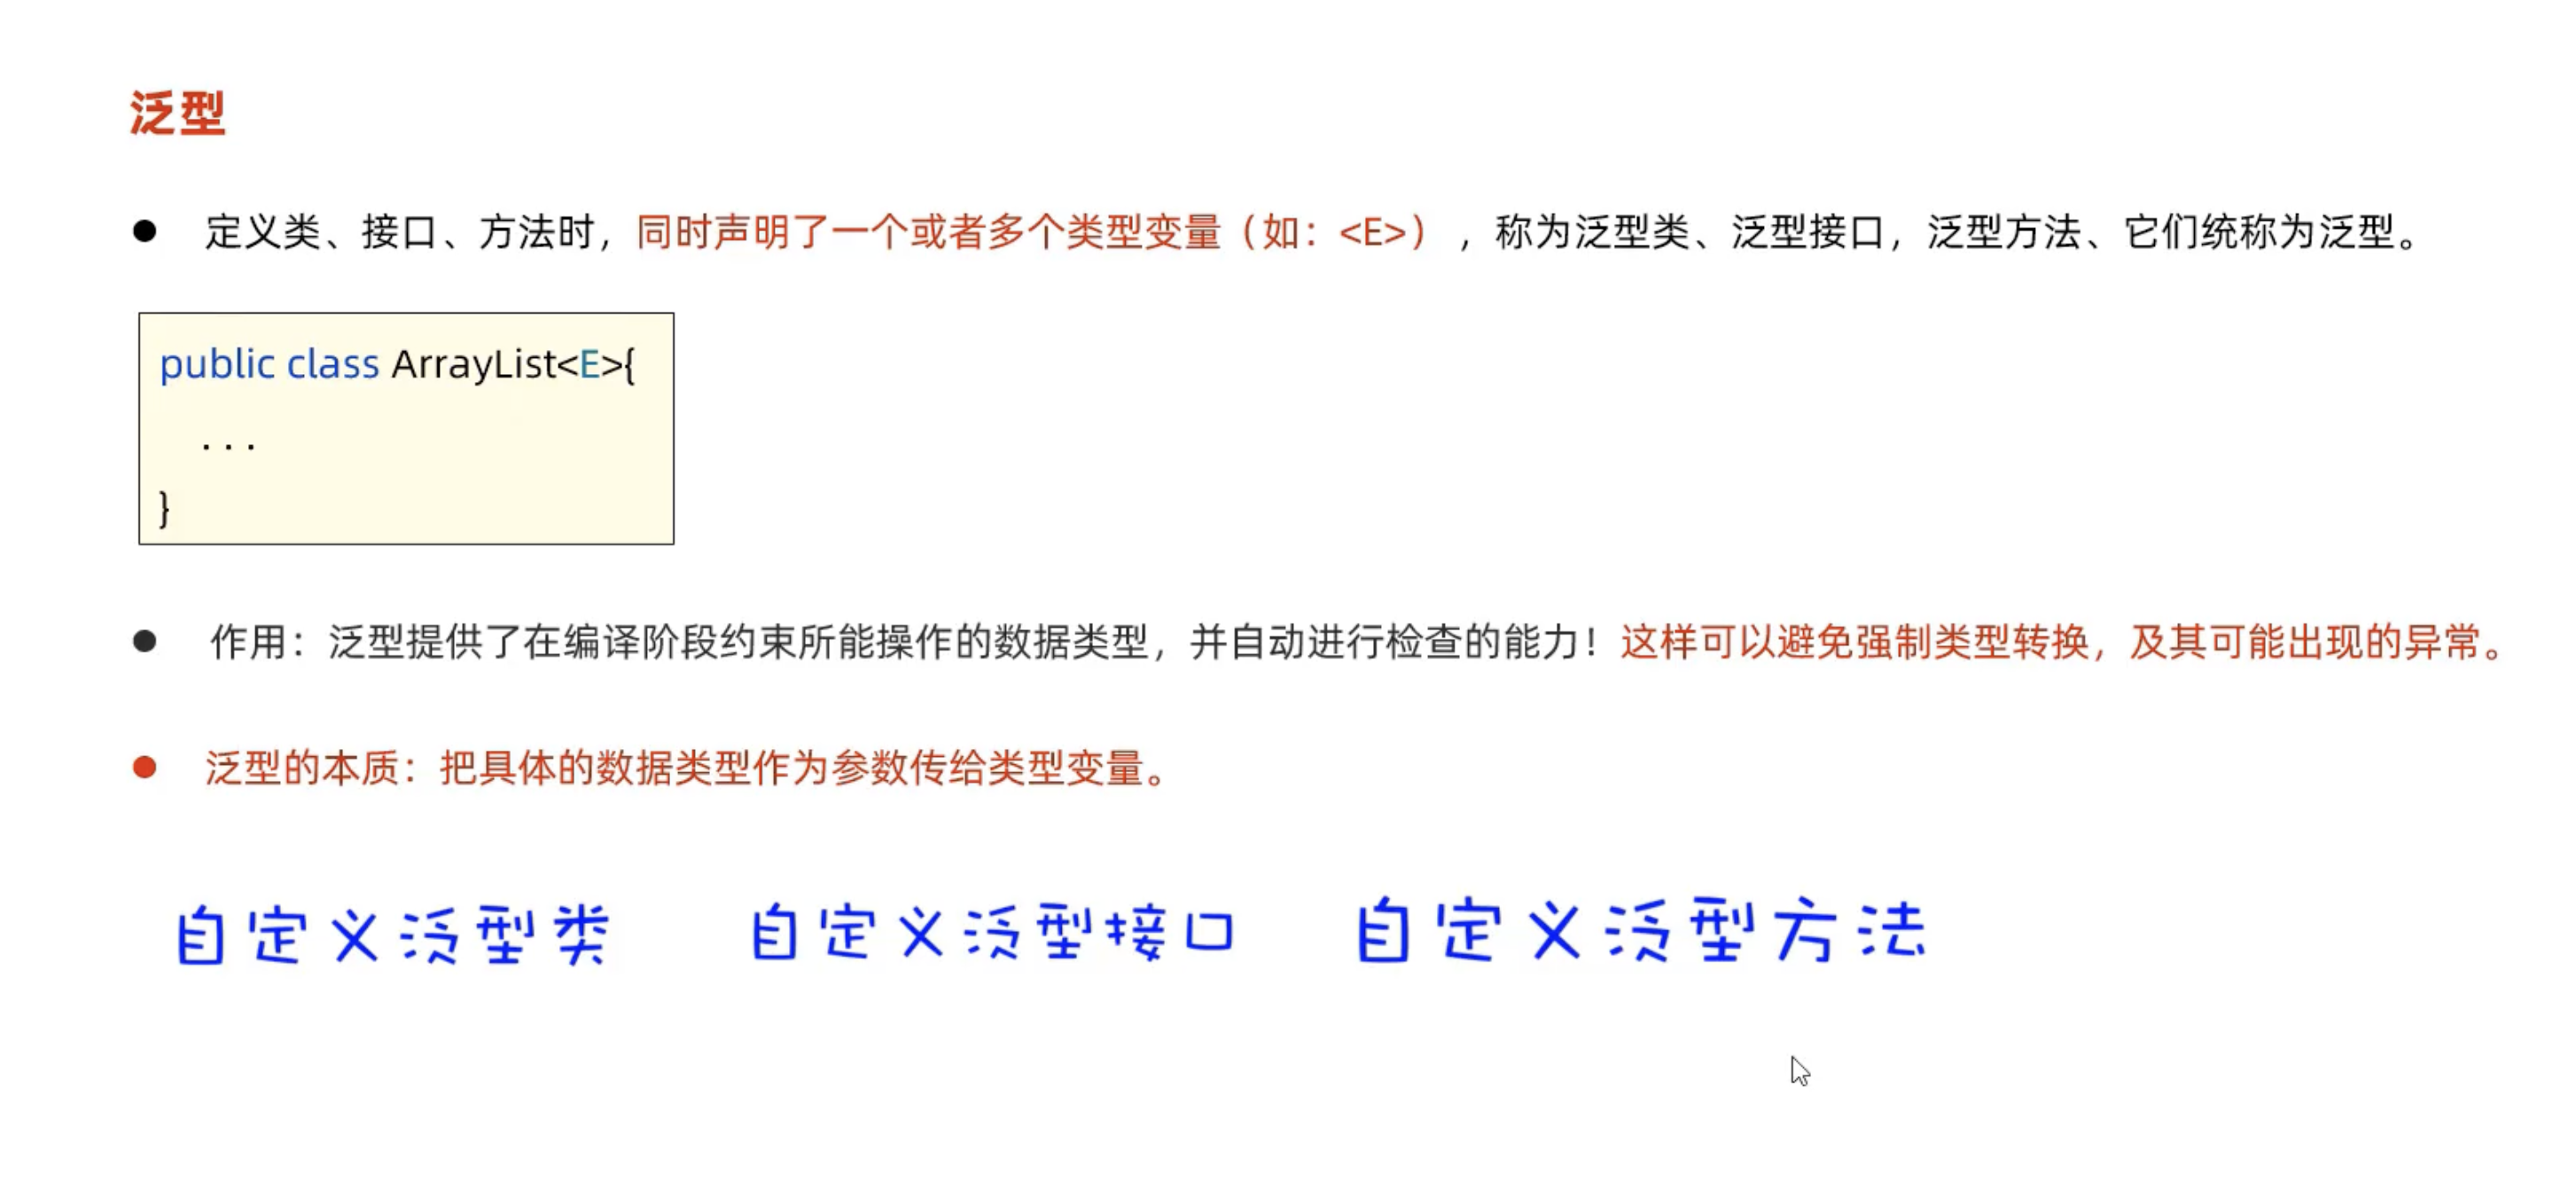 泛型
● 定义类、接口、方法时，同时声明了一个或者多个类型变量（如：<E>），称为泛型类、泛型接口，泛型方法、它们统称为泛型。
public class ArrayList<E>{
. . .
}
● 作用：泛型提供了在编译阶段约束所能操作的数据类型，并自动进行检查的能力！这样可以避免强制类型转换，及其可能出现的异常。
● 泛型的本质：把具体的数据类型作为参数传给类型变量。
自定义泛型类 自定义泛型接口 自定义泛型方法